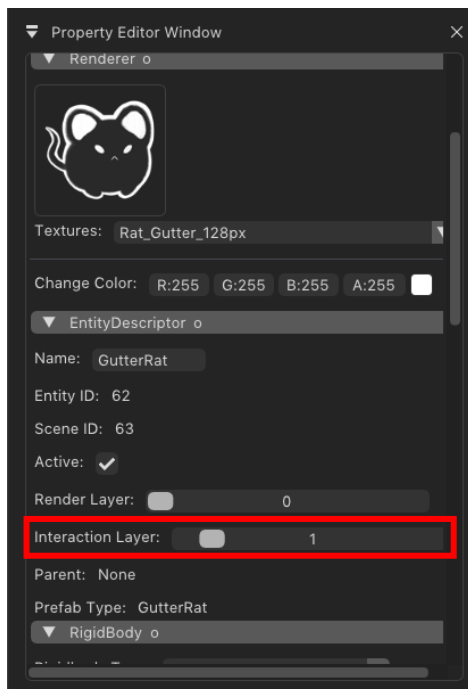 Property Editor Window
Renderer o
Textures: Rat_Gutter_128px
Change Color: R:255 G:255 B:255 A:255
EntityDescriptor o
Name: GutterRat
Entity ID: 62
Scene ID: 63
Active:
Render Layer: 0
Interaction Layer: 1
Parent: None
Prefab Type: GutterRat
RigidBody o